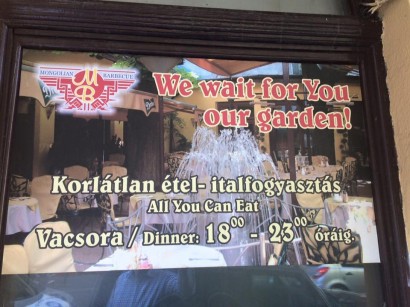 MONGOLIAN BARBECUE
MB
We wait for You
our garden!
Korlátlan étel- italfogyasztás
All You Can Eat
Vacsora / Dinner: 18⁰⁰ - 23⁰⁰ óráig.